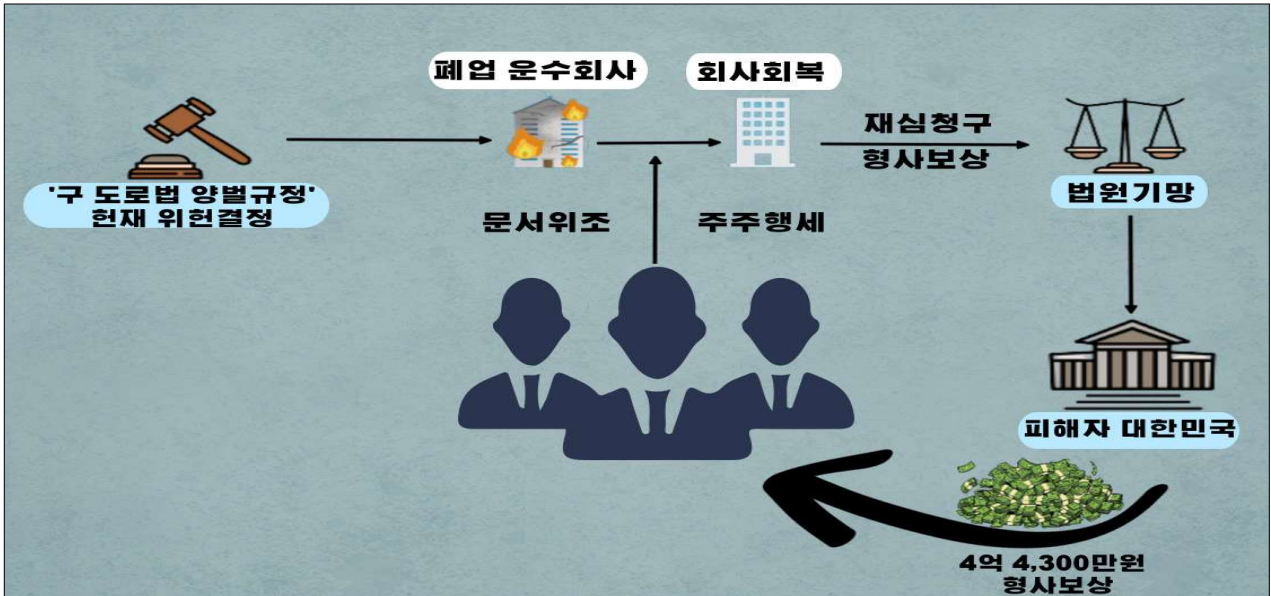 '구 도로법 양벌규정'
헌재 위헌결정
폐업 운수회사
회사회복
문서위조
주주행세
재심청구
형사보상
법원기망
피해자 대한민국
4억 4,300만원
형사보상